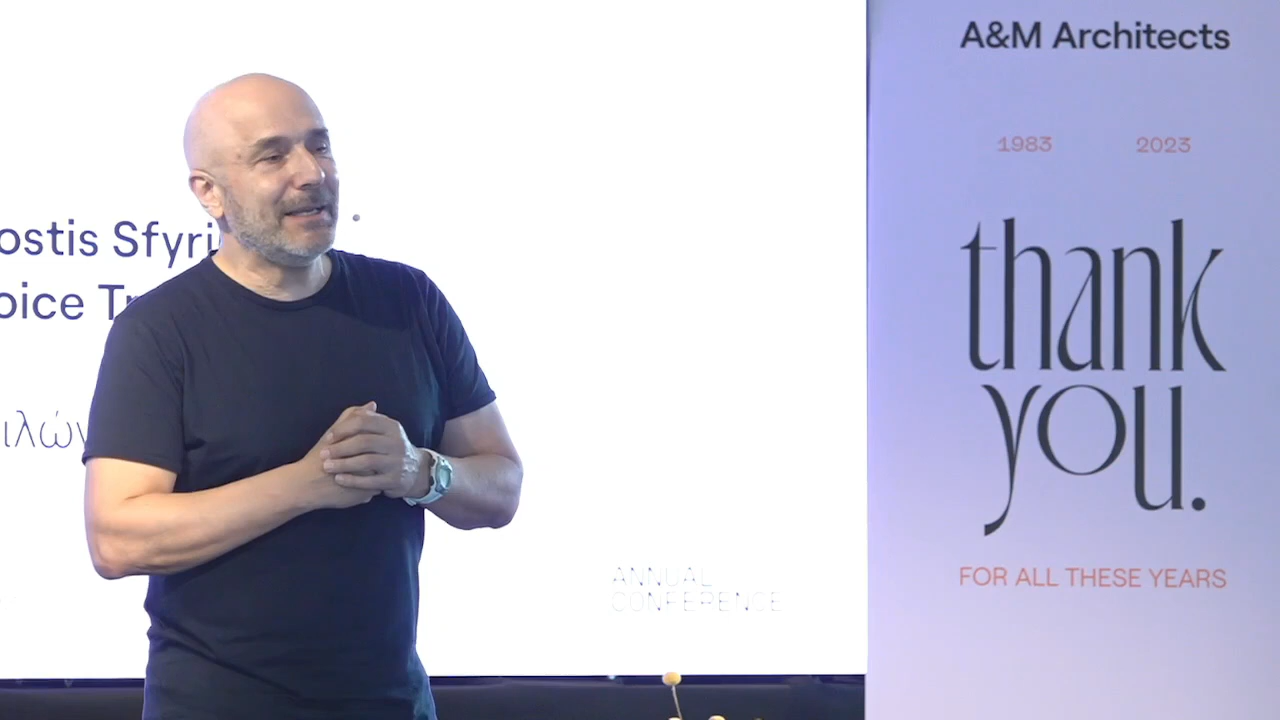 ostis Sfyri
oice Tr
ιλών
ANNUAL
CONFERENCE
A&M Architects
1983 2023
thank
you.
FOR ALL THESE YEARS